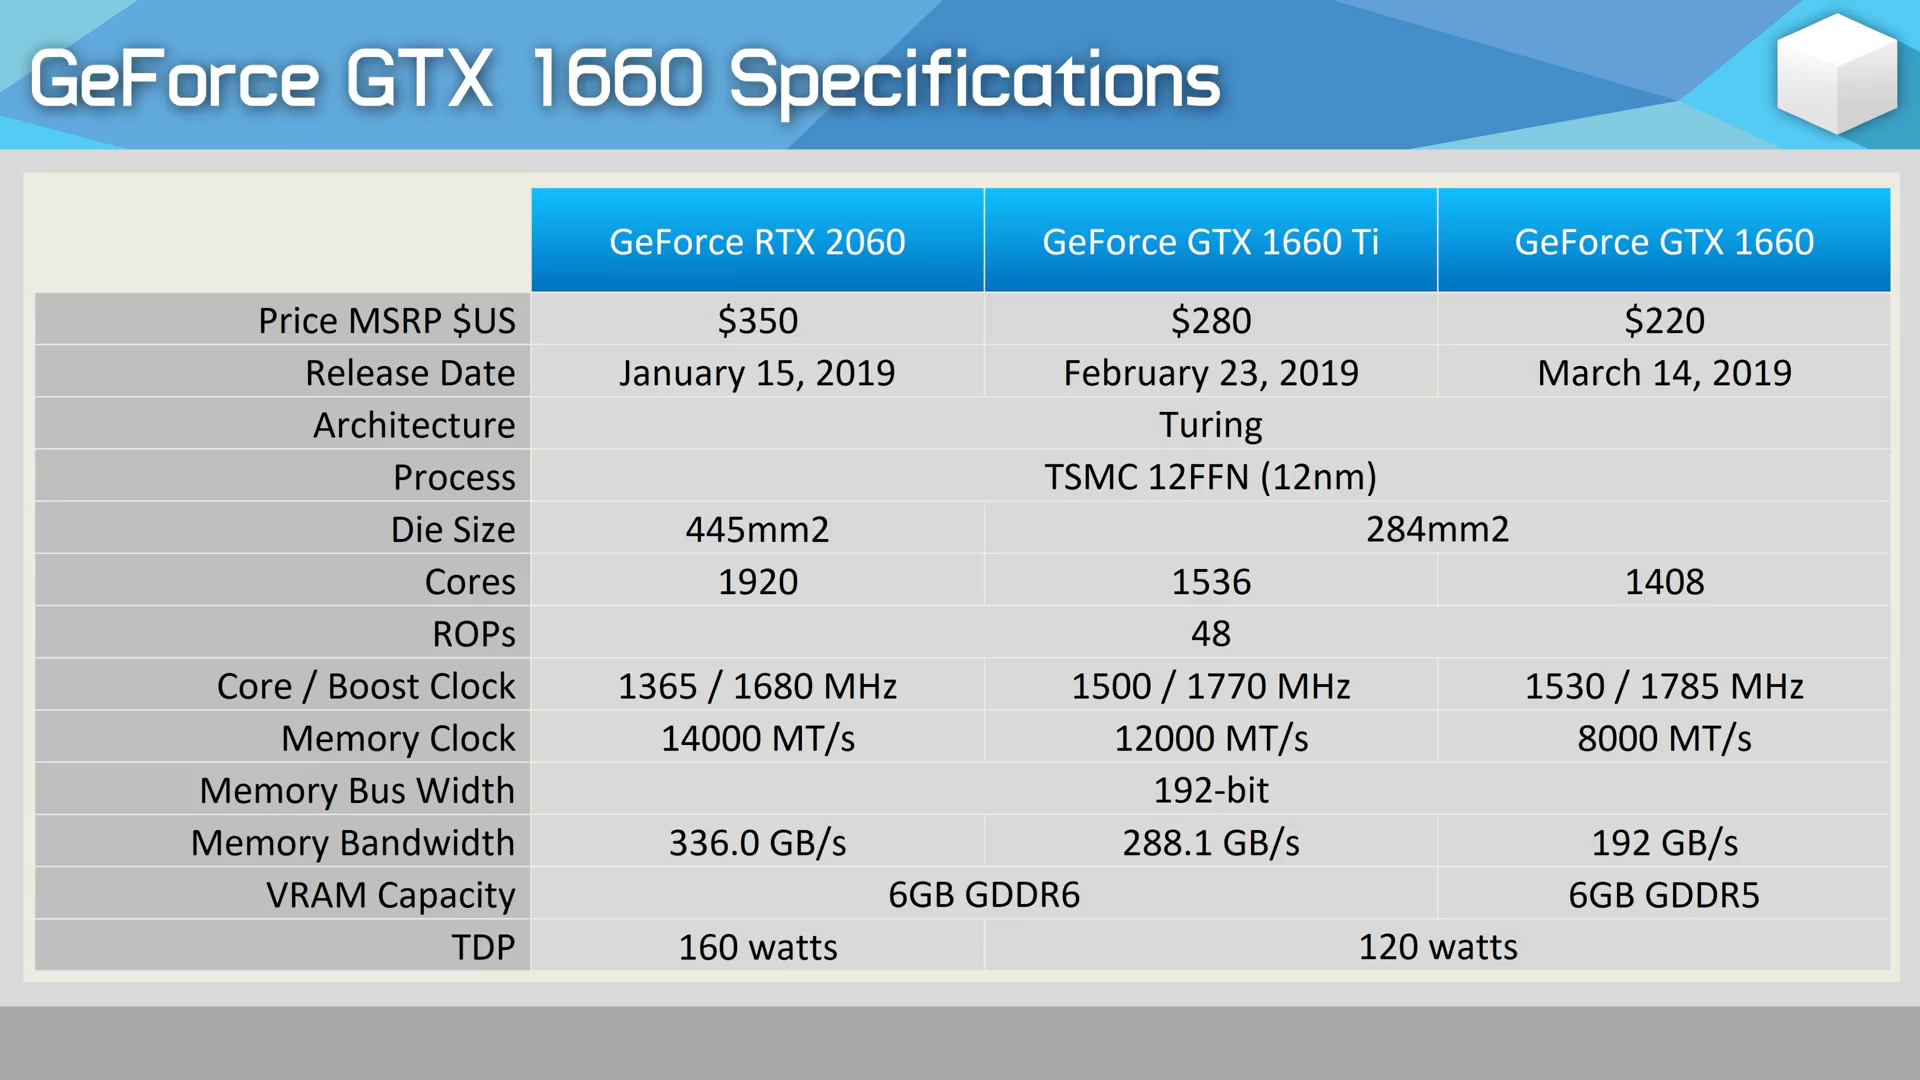 GeForce GTX 1660 Specifications
GeForce RTX 2060 GeForce GTX 1660 Ti GeForce GTX 1660
Price MSRP $US $350 $280 $220
Release Date January 15, 2019 February 23, 2019 March 14, 2019
Architecture Turing
Process TSMC 12FFN (12nm)
Die Size 445mm2 284mm2
Cores 1920 1536 1408
ROPs 48
Core / Boost Clock 1365 / 1680 MHz 1500 / 1770 MHz 1530 / 1785 MHz
Memory Clock 14000 MT/s 12000 MT/s 8000 MT/s
Memory Bus Width 192-bit
Memory Bandwidth 336.0 GB/s 288.1 GB/s 192 GB/s
VRAM Capacity 6GB GDDR6 6GB GDDR5
TDP 160 watts 120 watts